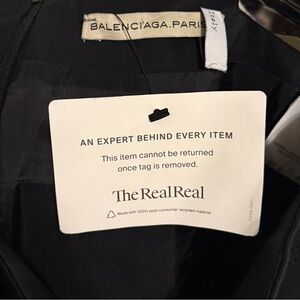 BALENCIAGA.PARIS
Italy
AN EXPERT BEHIND EVERY ITEM
This item cannot be returned
once tag is removed.
The RealReal
Made with 100% post-consumer recycled material